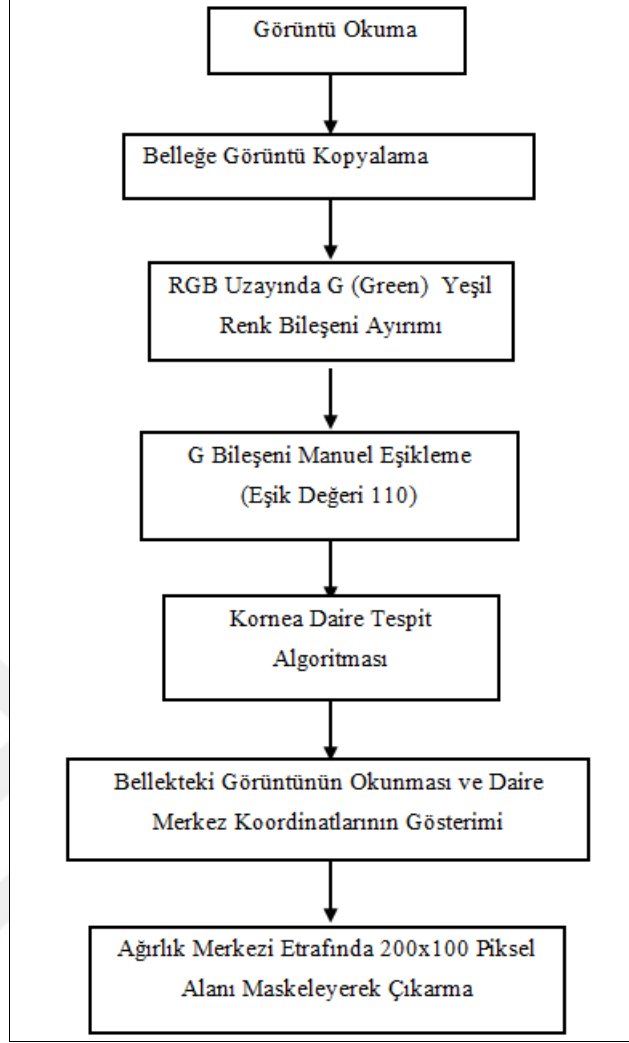 Görüntü Okuma
Belleğe Görüntü Kopyalama
RGB Uzayında G (Green) Yeşil
Renk Bileşeni Ayırımı
G Bileşeni Manuel Eşikleme
(Eşik Değeri 110)
Kornea Daire Tespit
Algoritması
Bellekteki Görüntünün Okunması ve Daire
Merkez Koordinatlarının Gösterimi
Ağırlık Merkezi Etrafında 200x100 Piksel
Alanı Maskeleyerek Çıkarma